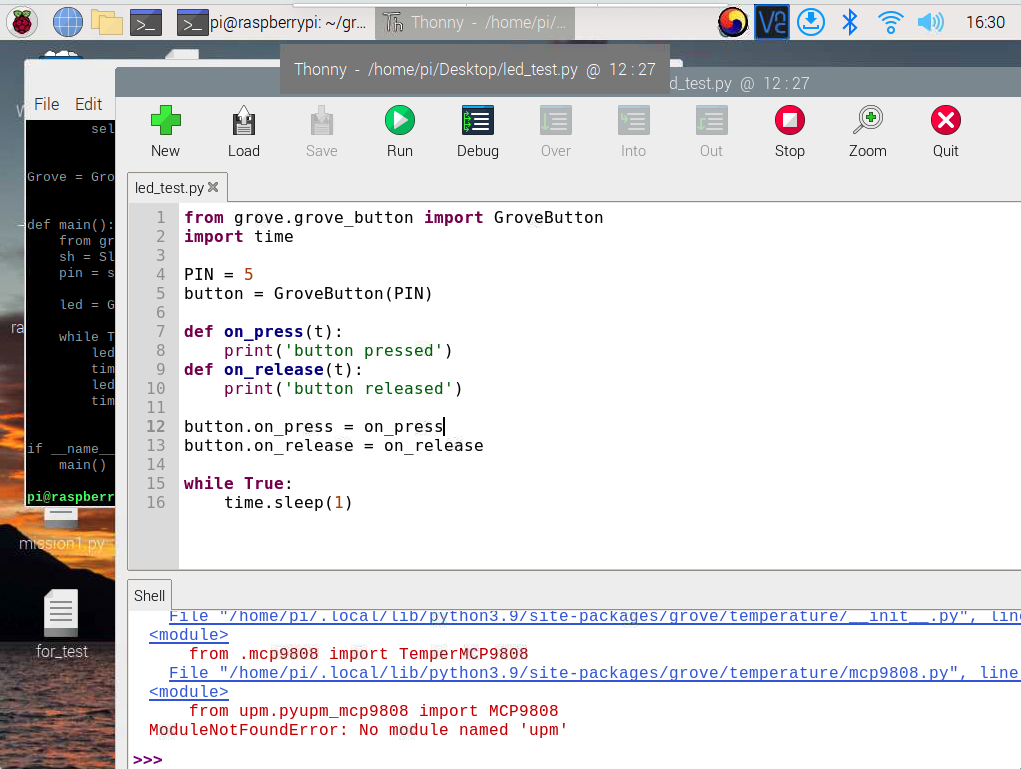 pi@raspberrypi: ~/gr...
Thonny - /home/pi/...
16:30
Thonny - /home/pi/Desktop/led_test.py @ 12 : 27
d_test.py @ 12 : 27
File Edit
sel
Grove = Gro
def main():
from gr
sh = Sl
pin = s
led = G
while T
led
tim
led
tim
if __name__
main()
pi@raspberr
New Load Save Run Debug Over Into Out Stop Zoom Quit
led_test.py
1 from grove.grove_button import GroveButton
2 import time
3
4 PIN = 5
5 button = GroveButton(PIN)
6
7 def on_press(t):
8     print('button pressed')
9 def on_release(t):
10     print('button released')
11
12 button.on_press = on_press
13 button.on_release = on_release
14
15 while True:
16     time.sleep(1)
Shell
File "/home/pi/.local/lib/python3.9/site-packages/grove/temperature/__init__.py", line
<module>
from .mcp9808 import TemperMCP9808
File "/home/pi/.local/lib/python3.9/site-packages/grove/temperature/mcp9808.py", line
<module>
from upm.pyupm_mcp9808 import MCP9808
ModuleNotFoundError: No module named 'upm'
>>>
mission1.py
for_test